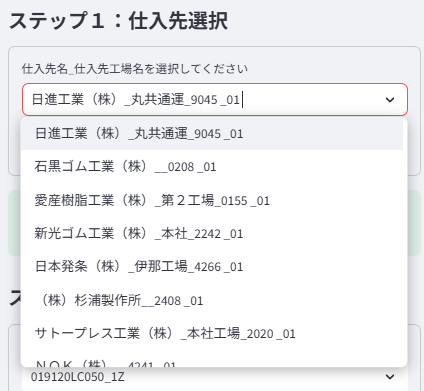 ステップ１：仕入先選択
仕入先名_仕入先工場名を選択してください
日進工業（株）_丸共通運_9045 _01
日進工業（株）_丸共通運_9045 _01
石黒ゴム工業（株）__0208 _01
愛産樹脂工業（株）_第２工場_0155 _01
新光ゴム工業（株）_本社_2242 _01
日本発条（株）_伊那工場_4266 _01
（株）杉浦製作所__2408 _01
サトープレス工業（株）_本社工場_2020 _01
ＮＯＫ（株）__4241 _01
ス
019120LC050_1Z